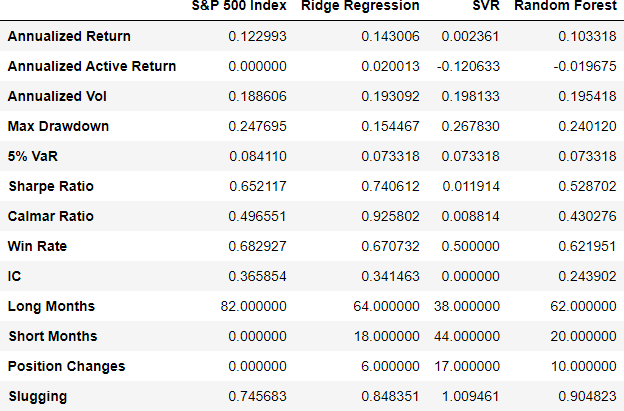 S&P 500 Index Ridge Regression SVR Random Forest
Annualized Return 0.122993 0.143006 0.002361 0.103318
Annualized Active Return 0.000000 0.020013 -0.120633 -0.019675
Annualized Vol 0.188606 0.193092 0.198133 0.195418
Max Drawdown 0.247695 0.154467 0.267830 0.240120
5% VaR 0.084110 0.073318 0.073318 0.073318
Sharpe Ratio 0.652117 0.740612 0.011914 0.528702
Calmar Ratio 0.496551 0.925802 0.008814 0.430276
Win Rate 0.682927 0.670732 0.500000 0.621951
IC 0.365854 0.341463 0.000000 0.243902
Long Months 82.000000 64.000000 38.000000 62.000000
Short Months 0.000000 18.000000 44.000000 20.000000
Position Changes 0.000000 6.000000 17.000000 10.000000
Slugging 0.745683 0.848351 1.009461 0.904823